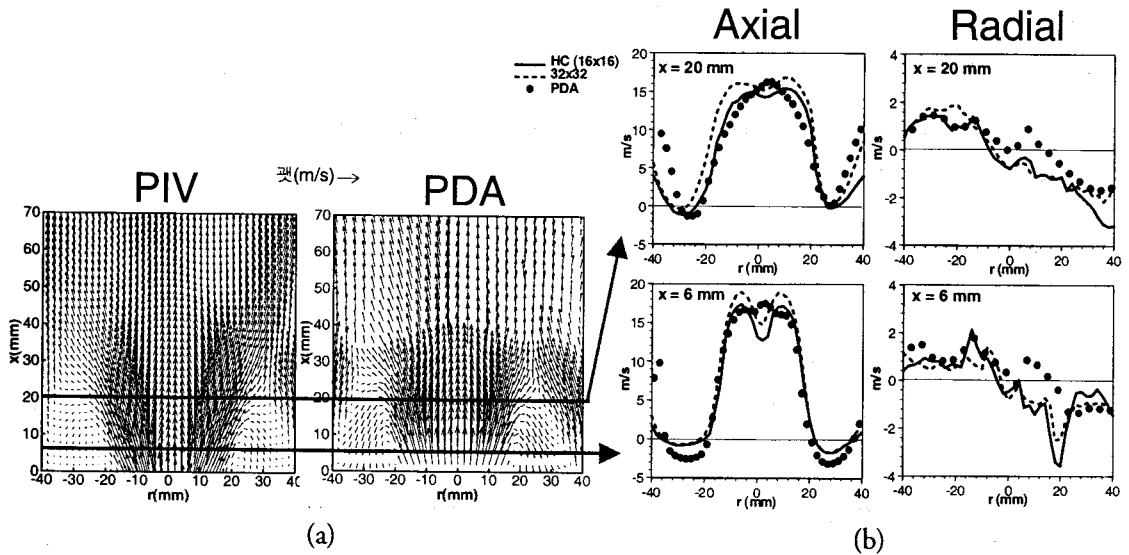 Axial
Radial
HC (16x16)
32x32
PDA
x = 20 mm
x = 20 mm
20
15
10
5
0
-5
m/s
-40 -20 0 20 40
r (mm)
4
2
0
-2
-4
m/s
-40 -20 0 20 40
r (mm)
괫(m/s) →
PIV
PDA
70
60
50
40
30
20
10
0
x(mm)
-40 -30 -20 -10 0 10 20 30 40
r(mm)
70
60
50
40
30
20
10
0
x(mm)
-40 -30 -20 -10 0 10 20 30 40
r(mm)
x = 6 mm
x = 6 mm
20
15
10
5
0
-5
m/s
-40 -20 0 20 40
r (mm)
4
2
0
-2
-4
m/s
-40 -20 0 20 40
r (mm)
(a)
(b)